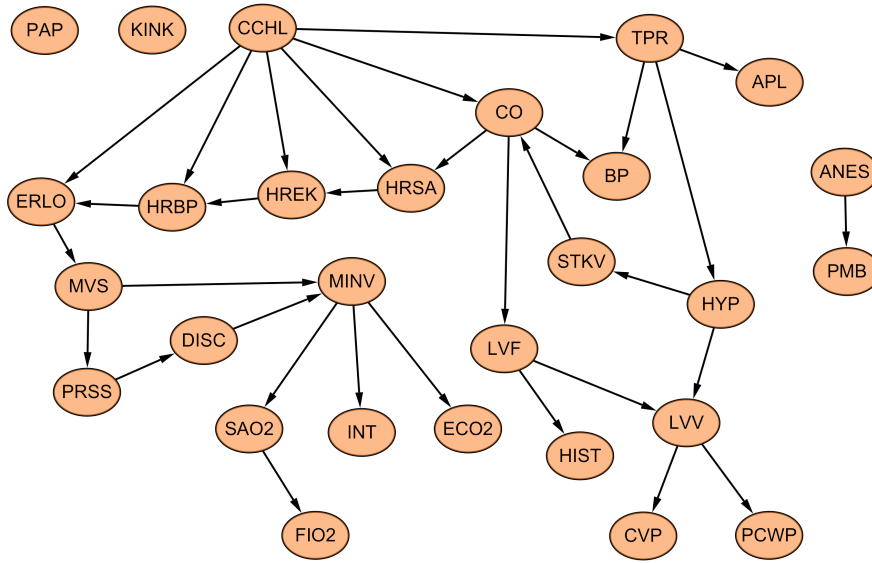 PAP
KINK
CCHL
TPR
APL
CO
BP
ANES
ERLO
HRBP
HREK
HRSA
STKV
PMB
MVS
MINV
HYP
DISC
LVF
PRSS
SAO2
INT
ECO2
LVV
HIST
FIO2
CVP
PCWP